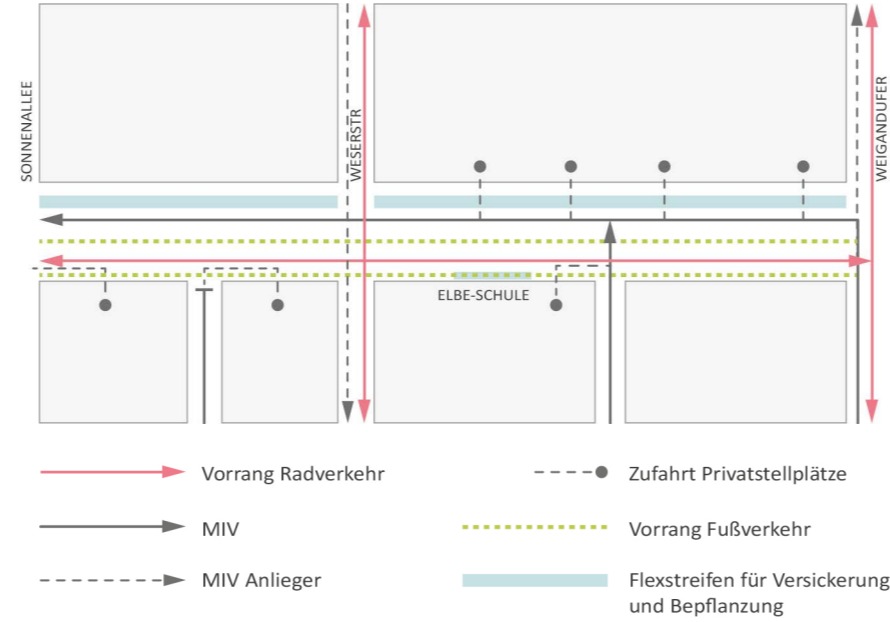 SONNENALLEE
WESERSTR
WEIGANDUFER
ELBE-SCHULE
Vorrang Radverkehr
Zufahrt Privatstellplätze
MIV
Vorrang Fußverkehr
MIV Anlieger
Flexstreifen für Versickerung
und Bepflanzung